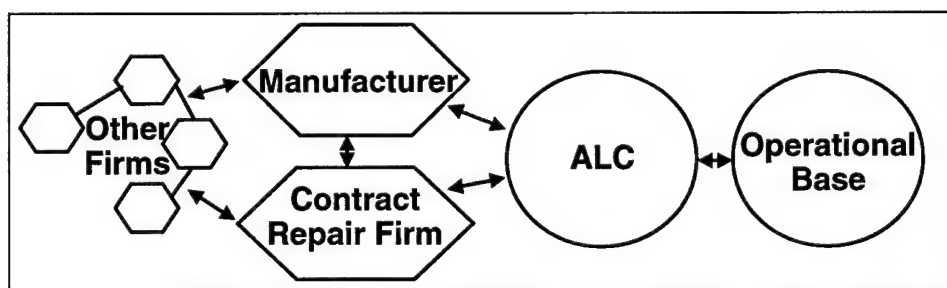 Other
Firms
Manufacturer
Contract
Repair Firm
ALC
Operational
Base